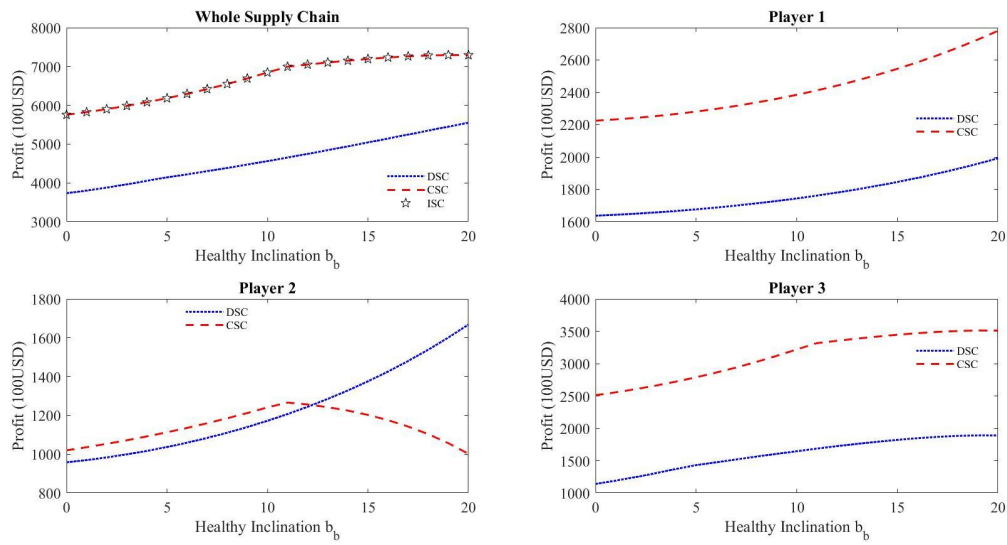 Whole Supply Chain
8000
7000
6000
5000
4000
3000
Profit (100USD)
DSC
CSC
ISC
0 5 10 15 20
Healthy Inclination b_b
Player 1
2800
2600
2400
2200
2000
1800
1600
Profit (100USD)
DSC
CSC
0 5 10 15 20
Healthy Inclination b_b
Player 2
1800
1600
1400
1200
1000
800
Profit (100USD)
DSC
CSC
0 5 10 15 20
Healthy Inclination b_b
Player 3
4000
3500
3000
2500
2000
1500
1000
Profit (100USD)
DSC
CSC
0 5 10 15 20
Healthy Inclination b_b